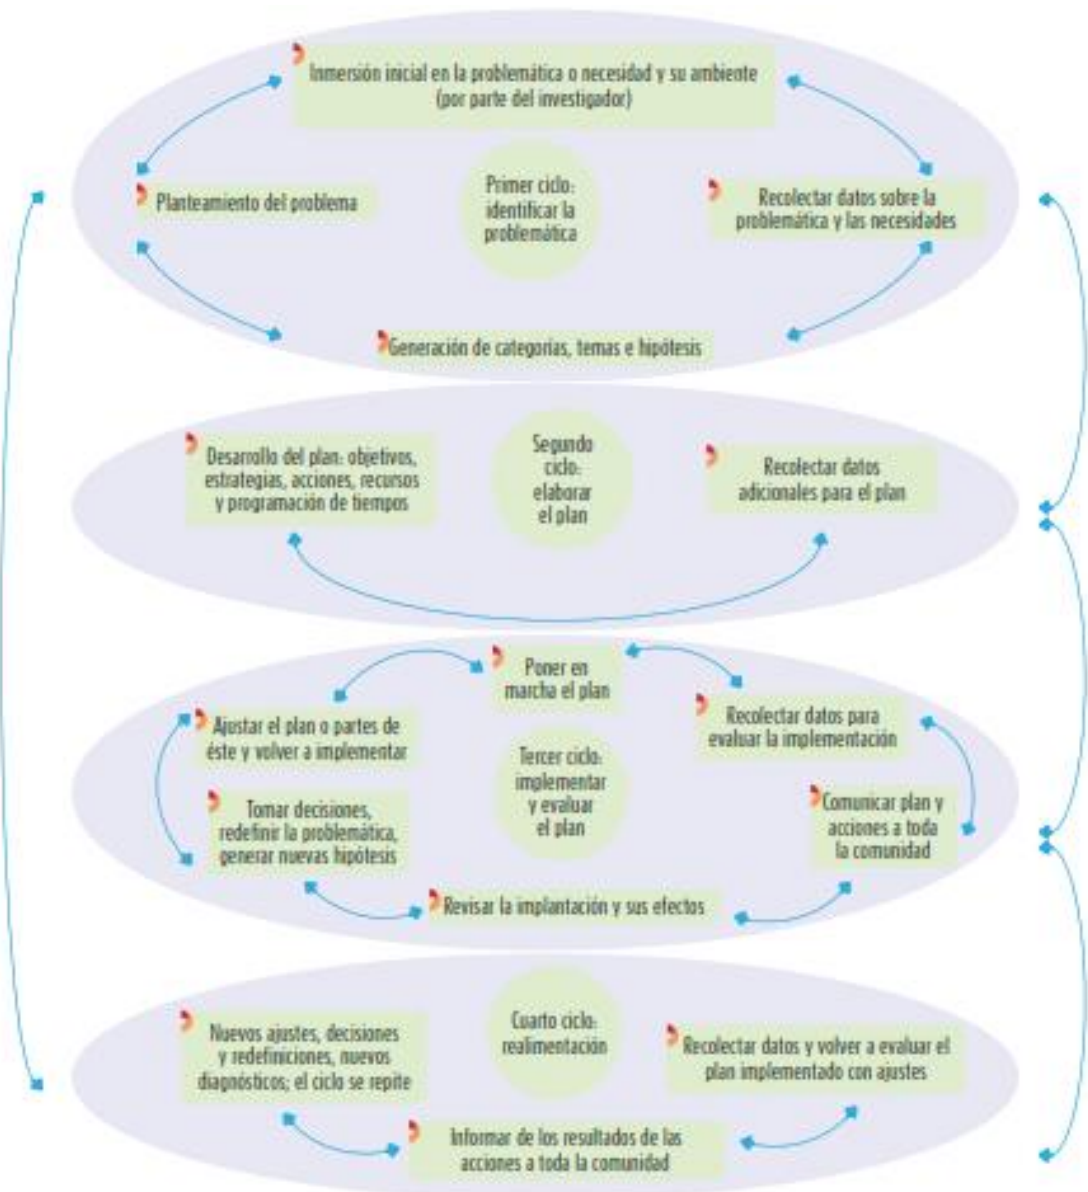 Inmersión inicial en la problemática o necesidad y su ambiente
(por parte del investigador)
Planteamiento del problema
Primer ciclo:
identificar la
problemática
Recolectar datos sobre la
problemática y las necesidades
Generación de categorías, temas e hipótesis
Desarrollo del plan: objetivos,
estrategias, acciones, recursos
y programación de tiempos
Segundo
ciclo:
elaborar
el plan
Recolectar datos
adicionales para el plan
Poner en
marcha el plan
Ajustar el plan o partes de
éste y volver a implementar
Recolectar datos para
evaluar la implementación
Tercer ciclo:
implementar
y evaluar
el plan
Tomar decisiones,
redefinir la problemática,
generar nuevas hipótesis
Comunicar plan y
acciones a toda
la comunidad
Revisar la implantación y sus efectos
Nuevos ajustes, decisiones
y redefiniciones, nuevos
diagnósticos; el ciclo se repite
Cuarto ciclo:
realimentación
Recolectar datos y volver a evaluar el
plan implementado con ajustes
Informar de los resultados de las
acciones a toda la comunidad